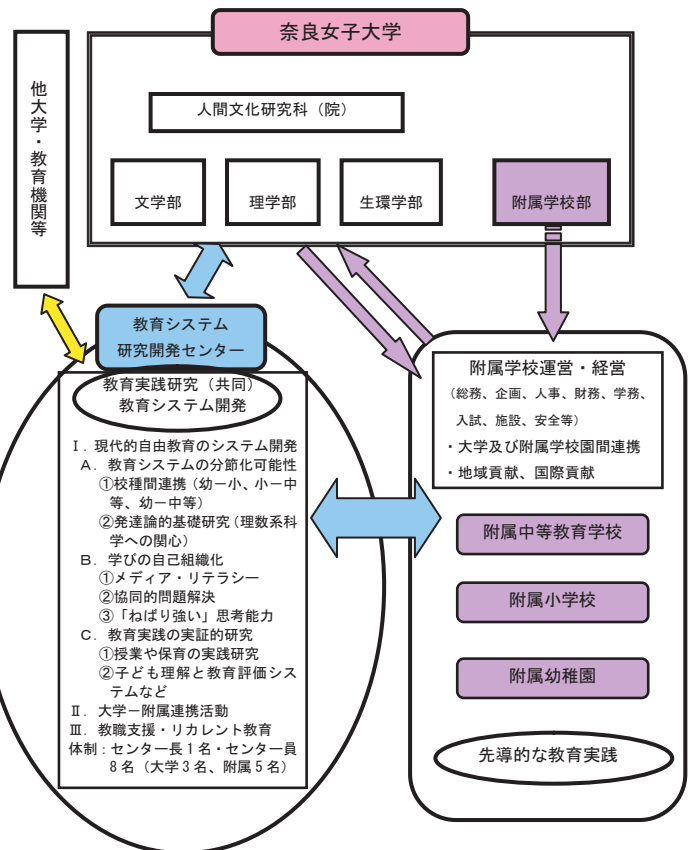 奈良女子大学
他大学・教育機関等
人間文化研究科（院）
文学部
理学部
生環学部
附属学校部
教育システム
研究開発センター
教育実践研究（共同）
教育システム開発
Ⅰ．現代的自由教育のシステム開発
A．教育システムの分節化可能性
①校種間連携（幼－小、小－中
等、幼－中等）
②発達論的基礎研究（理数系科
学への関心）
B．学びの自己組織化
①メディア・リテラシー
②協同的問題解決
③「ねばり強い」思考能力
C．教育実践の実証的研究
①授業や保育の実践研究
②子ども理解と教育評価シス
テムなど
Ⅱ．大学－附属連携活動
Ⅲ．教職支援・リカレント教育
体制：センター長１名・センター員
８名（大学３名、附属５名）
附属学校運営・経営
（総務、企画、人事、財務、学務、
入試、施設、安全等）
・大学及び附属学校園間連携
・地域貢献、国際貢献
附属中等教育学校
附属小学校
附属幼稚園
先導的な教育実践